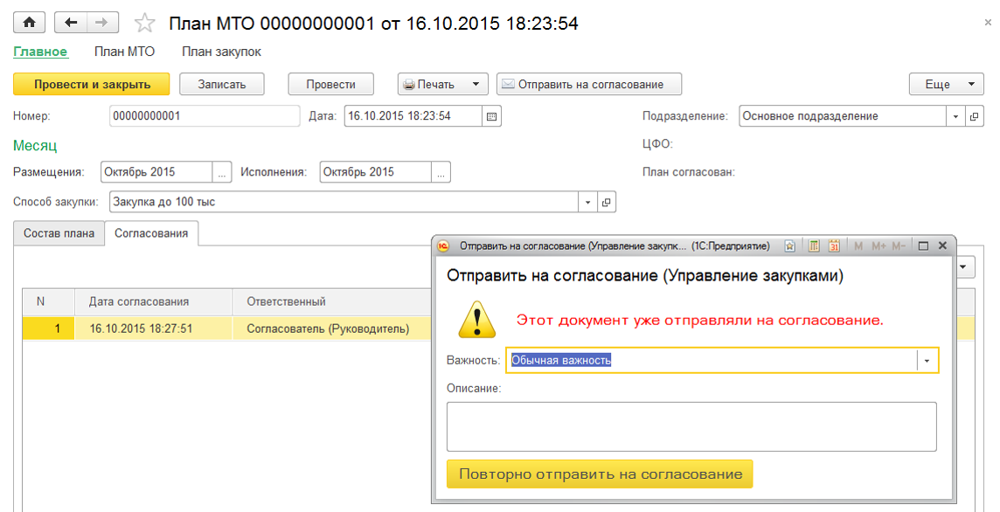 План МТО 00000000001 от 16.10.2015 18:23:54
Главное План МТО План закупок
Провести и закрыть Записать Провести Печать Отправить на согласование Еще
Номер: 00000000001 Дата: 16.10.2015 18:23:54 Подразделение: Основное подразделение
Месяц ЦФО:
Размещения: Октябрь 2015 ... Исполнения: Октябрь 2015 ... План согласован:
Способ закупки: Закупка до 100 тыс
Состав плана Согласования
N Дата согласования Ответственный
1 16.10.2015 18:27:51 Согласователь (Руководитель)
1С Отправить на согласование (Управление закупк... (1С:Предприятие) 31 M M+ M-
Отправить на согласование (Управление закупками)
Этот документ уже отправляли на согласование.
Важность: Обычная важность
Описание:
Повторно отправить на согласование